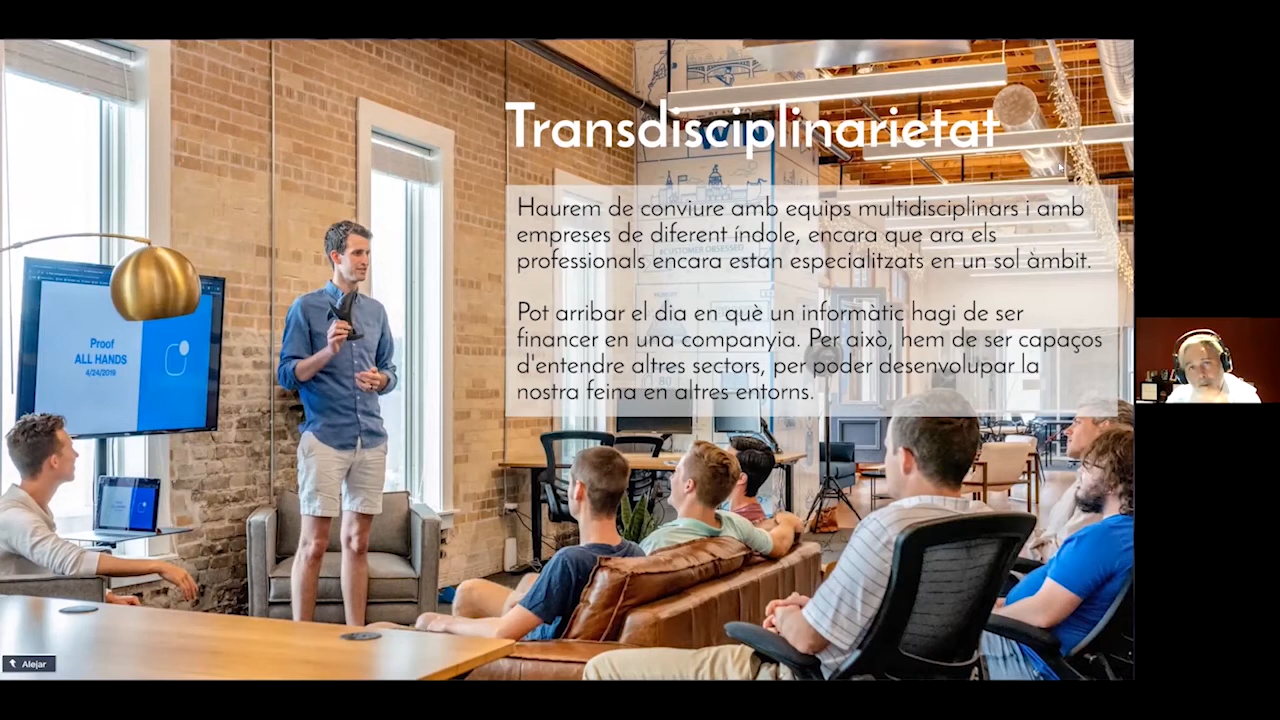 Transdisciplinarietat
Haurem de conviure amb equips multidisciplinars i amb
empreses de diferent índole, encara que ara els
professionals encara estan especialitzats en un sol àmbit.
Pot arribar el dia en què un informàtic hagi de ser
financer en una companyia. Per això, hem de ser capaços
d'entendre altres sectors, per poder desenvolupar la
nostra feina en altres entorns.
#CUSTOMER OBSESSED
Proof
ALL HANDS
4/24/2019
Alejar